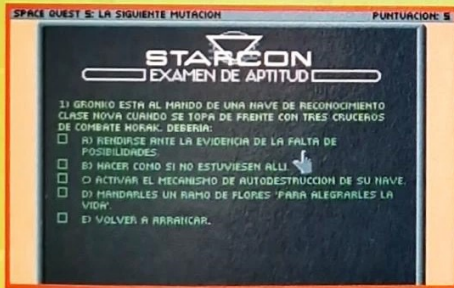 SPACE QUEST 5: LA SIGUIENTE MUTACION PUNTUACION: 5
STARCON
EXAMEN DE APTITUD
1) GRONKO ESTA AL MANDO DE UNA NAVE DE RECONOCIMIENTO
CLASE NOVA CUANDO SE TOPA DE FRENTE CON TRES CRUCEROS
DE COMBATE HORAK. DEBERIA:
A) RENDIRSE ANTE LA EVIDENCIA DE LA FALTA DE
POSIBILIDADES.
B) HACER COMO SI NO ESTUVIESEN ALLI.
C) ACTIVAR EL MECANISMO DE AUTODESTRUCCION DE SU NAVE.
D) MANDARLES UN RAMO DE FLORES 'PARA ALEGRARLES LA
VIDA'.
E) VOLVER A ARRANCAR.